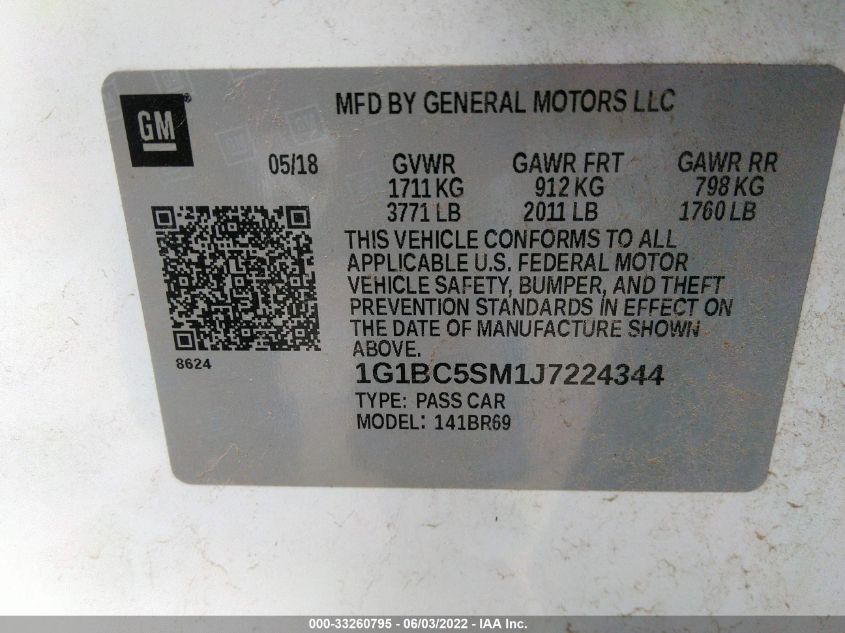 GM
MFD BY GENERAL MOTORS LLC
05/18 GVWR GAWR FRT GAWR RR
1711 KG 912 KG 798 KG
3771 LB 2011 LB 1760 LB
THIS VEHICLE CONFORMS TO ALL
APPLICABLE U.S. FEDERAL MOTOR
VEHICLE SAFETY, BUMPER, AND THEFT
PREVENTION STANDARDS IN EFFECT ON
THE DATE OF MANUFACTURE SHOWN
ABOVE.
8624
1G1BC5SM1J7224344
TYPE: PASS CAR
MODEL: 141BR69
000-33260795 - 06/03/2022 - IAA Inc.